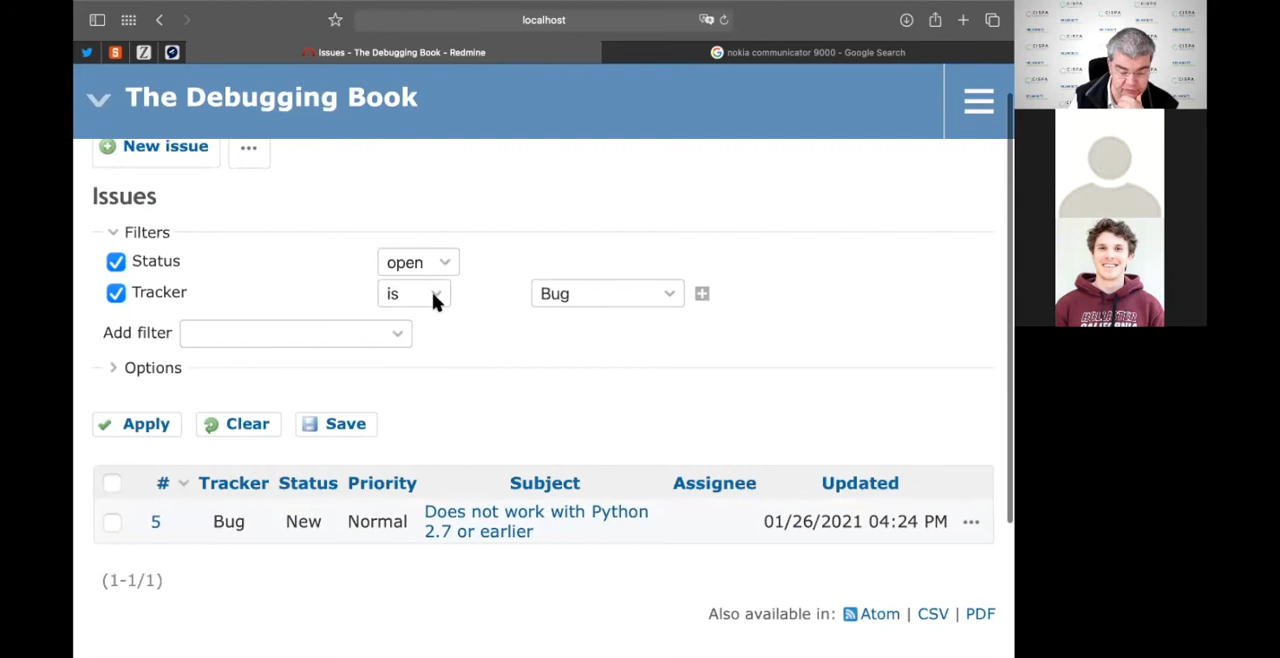 localhost
Issues - The Debugging Book - Redmine
nokia communicator 9000 - Google Search
The Debugging Book
New issue
Issues
Filters
Status open
Tracker is Bug
Add filter
Options
Apply Clear Save
# Tracker Status Priority Subject Assignee Updated
5 Bug New Normal Does not work with Python 2.7 or earlier 01/26/2021 04:24 PM
(1-1/1)
Also available in: Atom | CSV | PDF
CISPA
HOLLISTER
CALIFORNIA